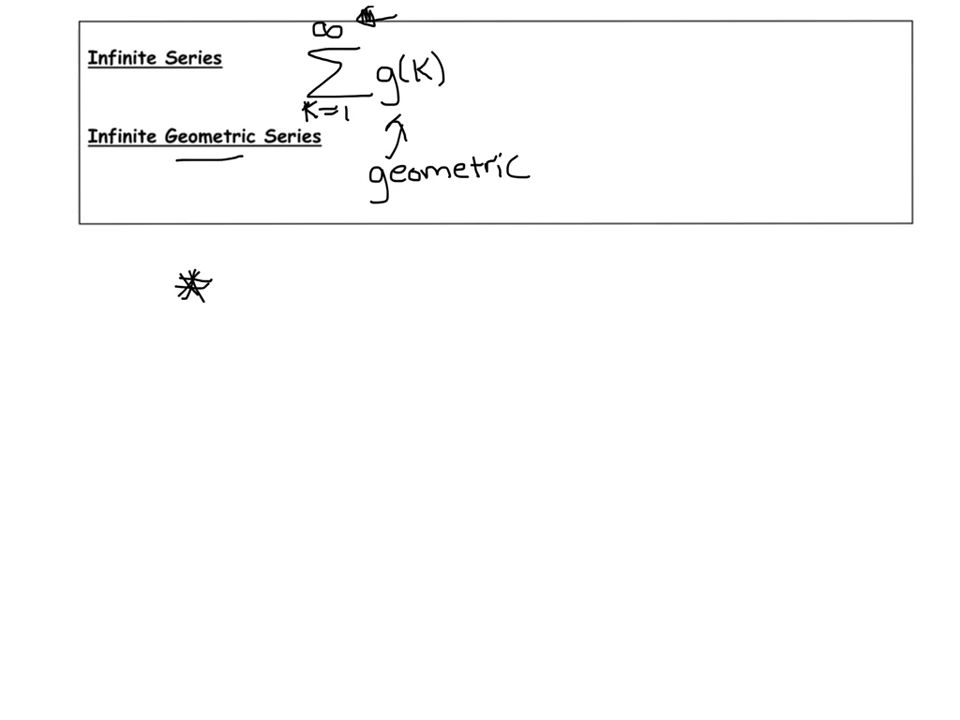 ∞
Infinite Series
∑ g(K)
K=1
Infinite Geometric Series
geometric